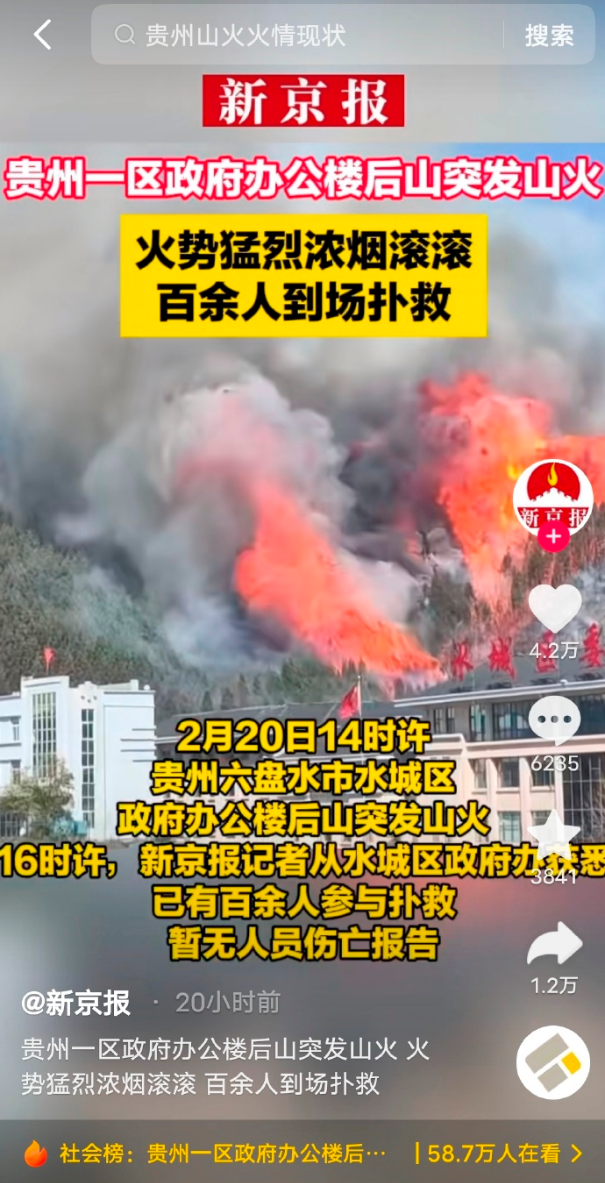 贵州山火火情现状
搜索
新京报
贵州一区政府办公楼后山突发山火
火势猛烈浓烟滚滚
百余人到场扑救
新京报
4.2万
水城区委
6235
2月20日14时许
贵州六盘水市水城区
政府办公楼后山突发山火
16时许，新京报记者从水城区政府办获悉
3841
已有百余人参与扑救
暂无人员伤亡报告
1.2万
@新京报 · 20小时前
贵州一区政府办公楼后山突发山火 火
势猛烈浓烟滚滚 百余人到场扑救
社会榜：贵州一区政府办公楼后… | 58.7万人在看